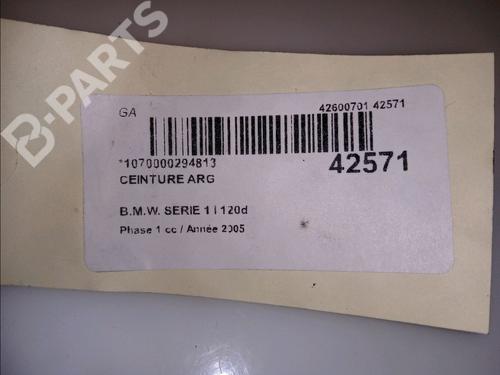 B-PARTS
GA 42600701 42571
*1070000294813 42571
CEINTURE ARG
B.M.W. SERIE 1 I 120d
Phase 1 cc / Année 2005